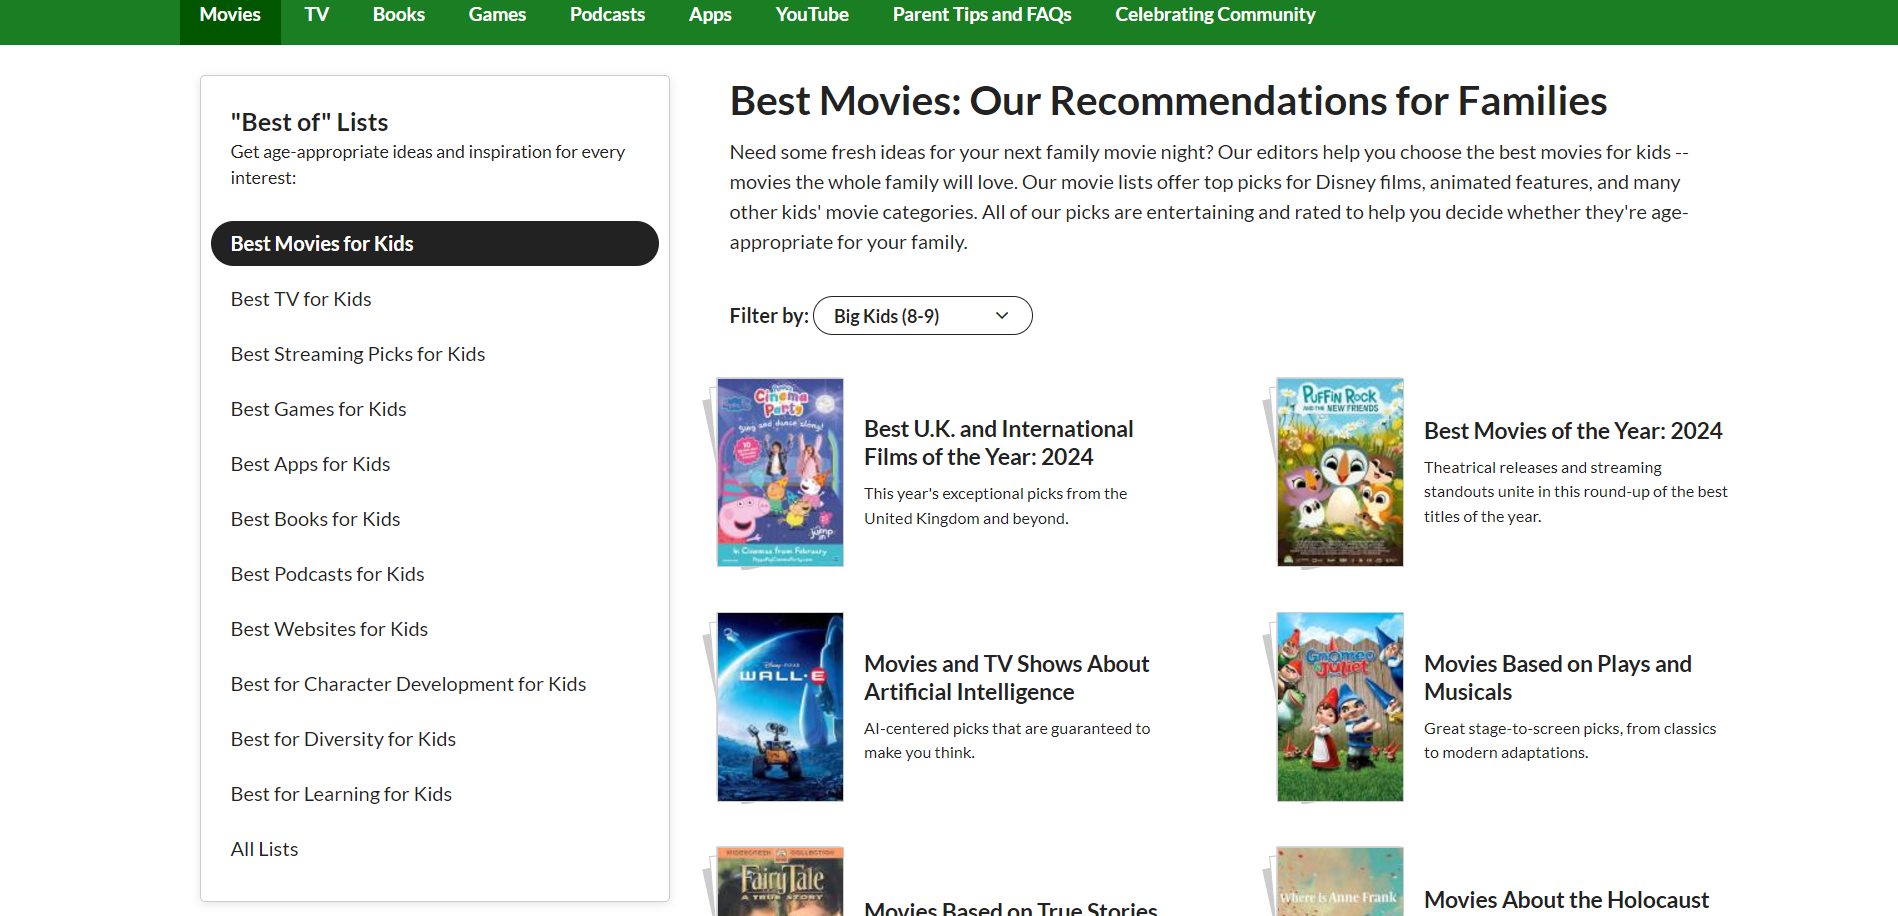 Movies
TV
Books
Games
Podcasts
Apps
YouTube
Parent Tips and FAQs
Celebrating Community
"Best of" Lists
Get age-appropriate ideas and inspiration for every
interest:
Best Movies for Kids
Best TV for Kids
Best Streaming Picks for Kids
Best Games for Kids
Best Apps for Kids
Best Books for Kids
Best Podcasts for Kids
Best Websites for Kids
Best for Character Development for Kids
Best for Diversity for Kids
Best for Learning for Kids
All Lists
Best Movies: Our Recommendations for Families
Need some fresh ideas for your next family movie night? Our editors help you choose the best movies for kids --
movies the whole family will love. Our movie lists offer top picks for Disney films, animated features, and many
other kids' movie categories. All of our picks are entertaining and rated to help you decide whether they're age-
appropriate for your family.
Filter by: Big Kids (8-9)
Cinema
Party
Sing and dance along!
10
jump
in
In Cinemas from February
Best U.K. and International
Films of the Year: 2024
This year's exceptional picks from the
United Kingdom and beyond.
PUFFIN ROCK
AND THE NEW FRIENDS
Best Movies of the Year: 2024
Theatrical releases and streaming
standouts unite in this round-up of the best
titles of the year.
Disney · PIXAR
WALL·E
Movies and TV Shows About
Artificial Intelligence
AI-centered picks that are guaranteed to
make you think.
Gnomeo
Juliet
Movies Based on Plays and
Musicals
Great stage-to-screen picks, from classics
to modern adaptations.
WIDESCREEN COLLECTION
FairyTale
A TRUE STORY
Movies Based on True Stories
Where is Anne Frank
Movies About the Holocaust